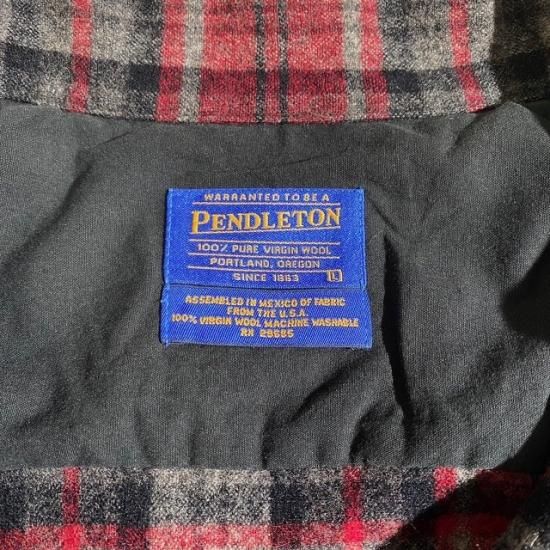 WARRANTED TO BE A
PENDLETON
100% PURE VIRGIN WOOL
PORTLAND, OREGON
SINCE 1863
L
ASSEMBLED IN MEXICO OF FABRIC
FROM THE U.S.A.
100% VIRGIN WOOL MACHINE WASHABLE
RN 29685